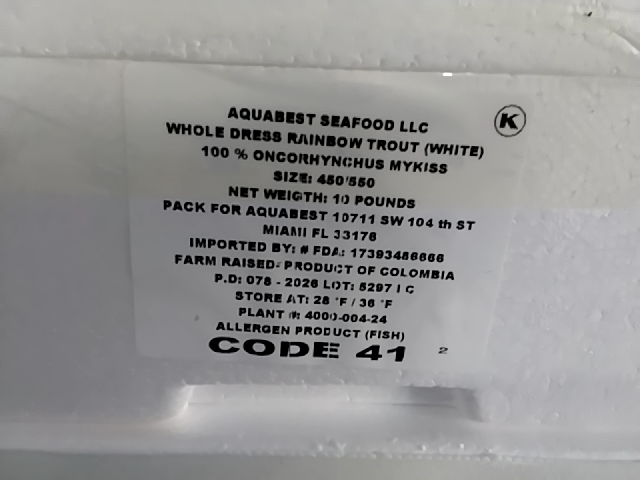 AQUABEST SEAFOOD LLC
K
WHOLE DRESS RAINBOW TROUT (WHITE)
100 % ONCORHYNCHUS MYKISS
SIZE: 450/550
NET WEIGTH: 10 POUNDS
PACK FOR AQUABEST 10711 SW 104 th ST
MIAMI FL 33176
IMPORTED BY: # FDA: 17393486666
FARM RAISED- PRODUCT OF COLOMBIA
P.D: 078 - 2026 LOT: 5297 I C
STORE AT: 28 °F / 36 °F
PLANT #: 4000-004-24
ALLERGEN PRODUCT (FISH)
CODE 41 2